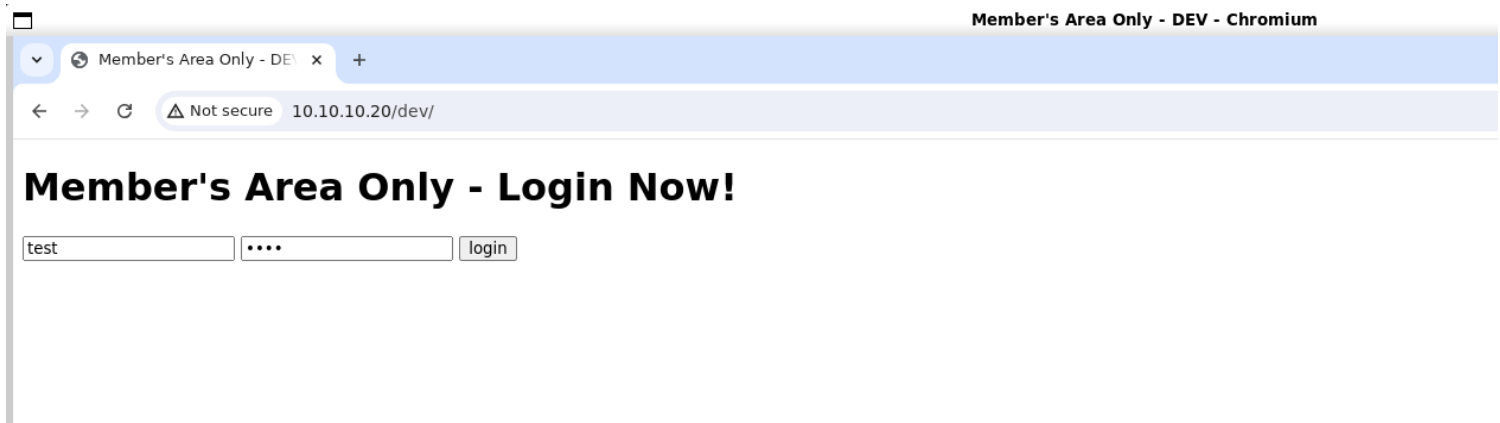 Member's Area Only - DEV - Chromium
Member's Area Only - DEV
Not secure 10.10.10.20/dev/
Member's Area Only - Login Now!
test •••• login